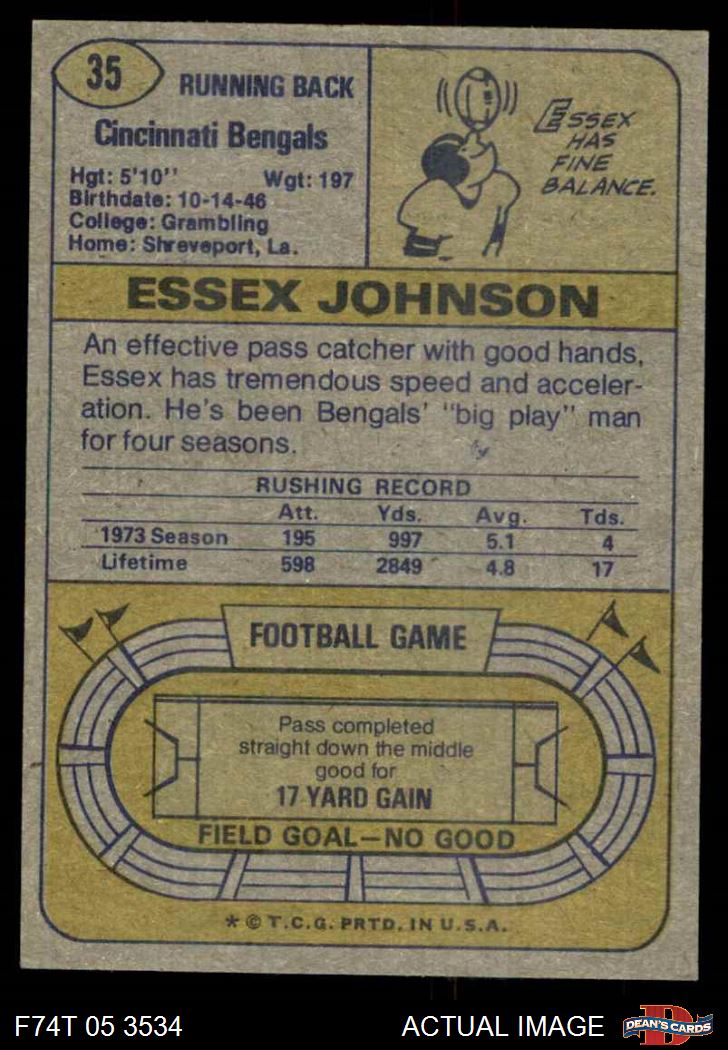 35
RUNNING BACK
Cincinnati Bengals
Hgt: 5'10" Wgt: 197
Birthdate: 10-14-46
College: Grambling
Home: Shreveport, La.
ESSEX
HAS
FINE
BALANCE.
ESSEX JOHNSON
An effective pass catcher with good hands,
Essex has tremendous speed and acceler-
ation. He's been Bengals' "big play" man
for four seasons.
RUSHING RECORD
Att. Yds. Avg. Tds.
1973 Season 195 997 5.1 4
Lifetime 598 2849 4.8 17
FOOTBALL GAME
Pass completed
straight down the middle
good for
17 YARD GAIN
FIELD GOAL—NO GOOD
* © T.C.G. PRTD. IN U.S.A.
F74T 05 3534 ACTUAL IMAGE DEAN'S CARDS